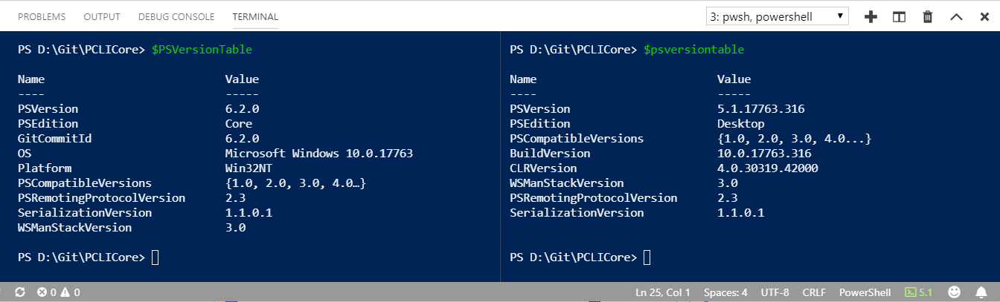 PROBLEMS OUTPUT DEBUG CONSOLE TERMINAL 3: pwsh, powershell
PS D:\Git\PCLICore> $PSVersionTable
Name Value
---- -----
PSVersion 6.2.0
PSEdition Core
GitCommitId 6.2.0
OS Microsoft Windows 10.0.17763
Platform Win32NT
PSCompatibleVersions {1.0, 2.0, 3.0, 4.0…}
PSRemotingProtocolVersion 2.3
SerializationVersion 1.1.0.1
WSManStackVersion 3.0
PS D:\Git\PCLICore>
PS D:\Git\PCLICore> $psversiontable
Name Value
---- -----
PSVersion 5.1.17763.316
PSEdition Desktop
PSCompatibleVersions {1.0, 2.0, 3.0, 4.0...}
BuildVersion 10.0.17763.316
CLRVersion 4.0.30319.42000
WSManStackVersion 3.0
PSRemotingProtocolVersion 2.3
SerializationVersion 1.1.0.1
PS D:\Git\PCLICore>
0 0 Ln 25, Col 1 Spaces: 4 UTF-8 CRLF PowerShell 5.1